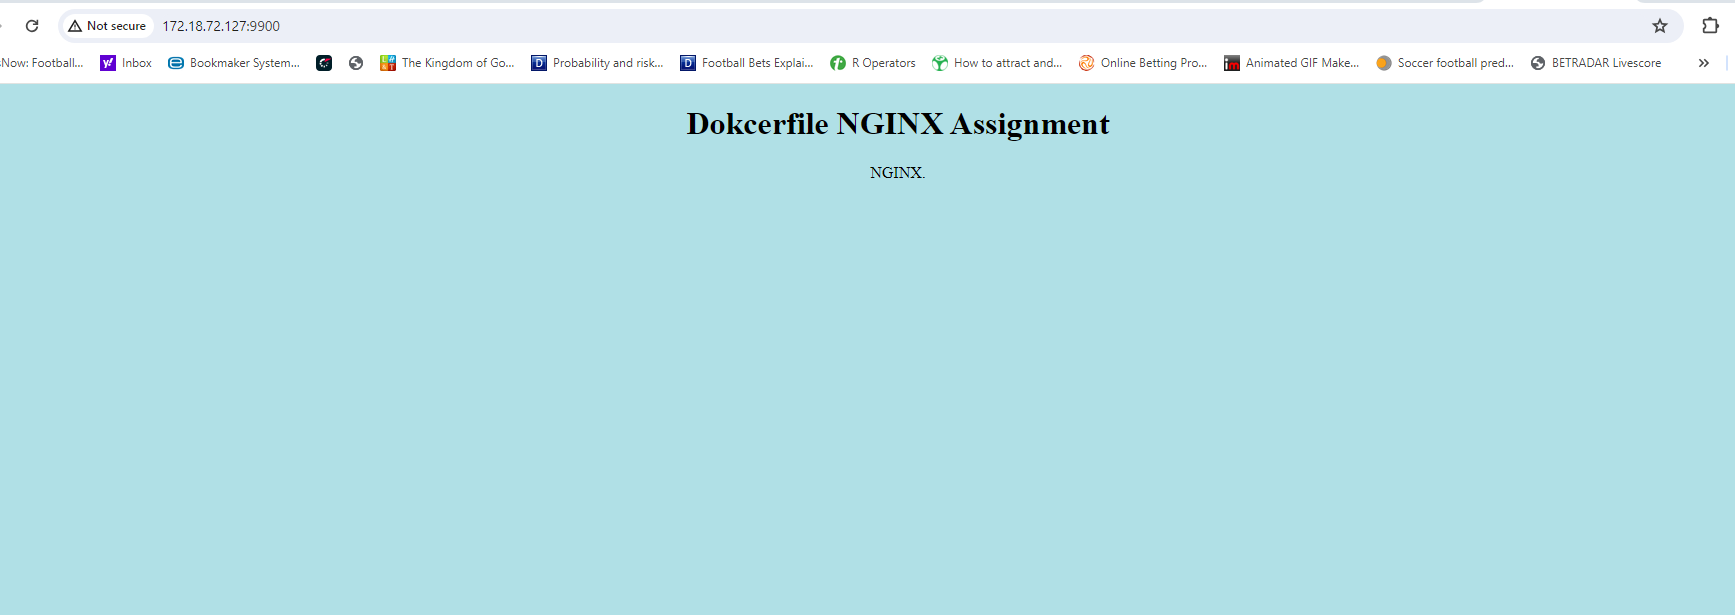 Not secure 172.18.72.127:9900
sNow: Football... Inbox Bookmaker System... The Kingdom of Go... Probability and risk... Football Bets Explai... R Operators How to attract and... Online Betting Pro... Animated GIF Make... Soccer football pred... BETRADAR Livescore »
Dokcerfile NGINX Assignment
NGINX.